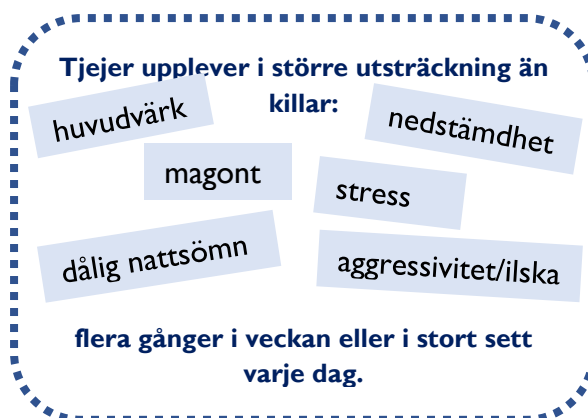 Tjejer upplever i större utsträckning än
killar:
huvudvärk
nedstämdhet
magont
stress
dålig nattsömn
aggressivitet/ilska
flera gånger i veckan eller i stort sett
varje dag.